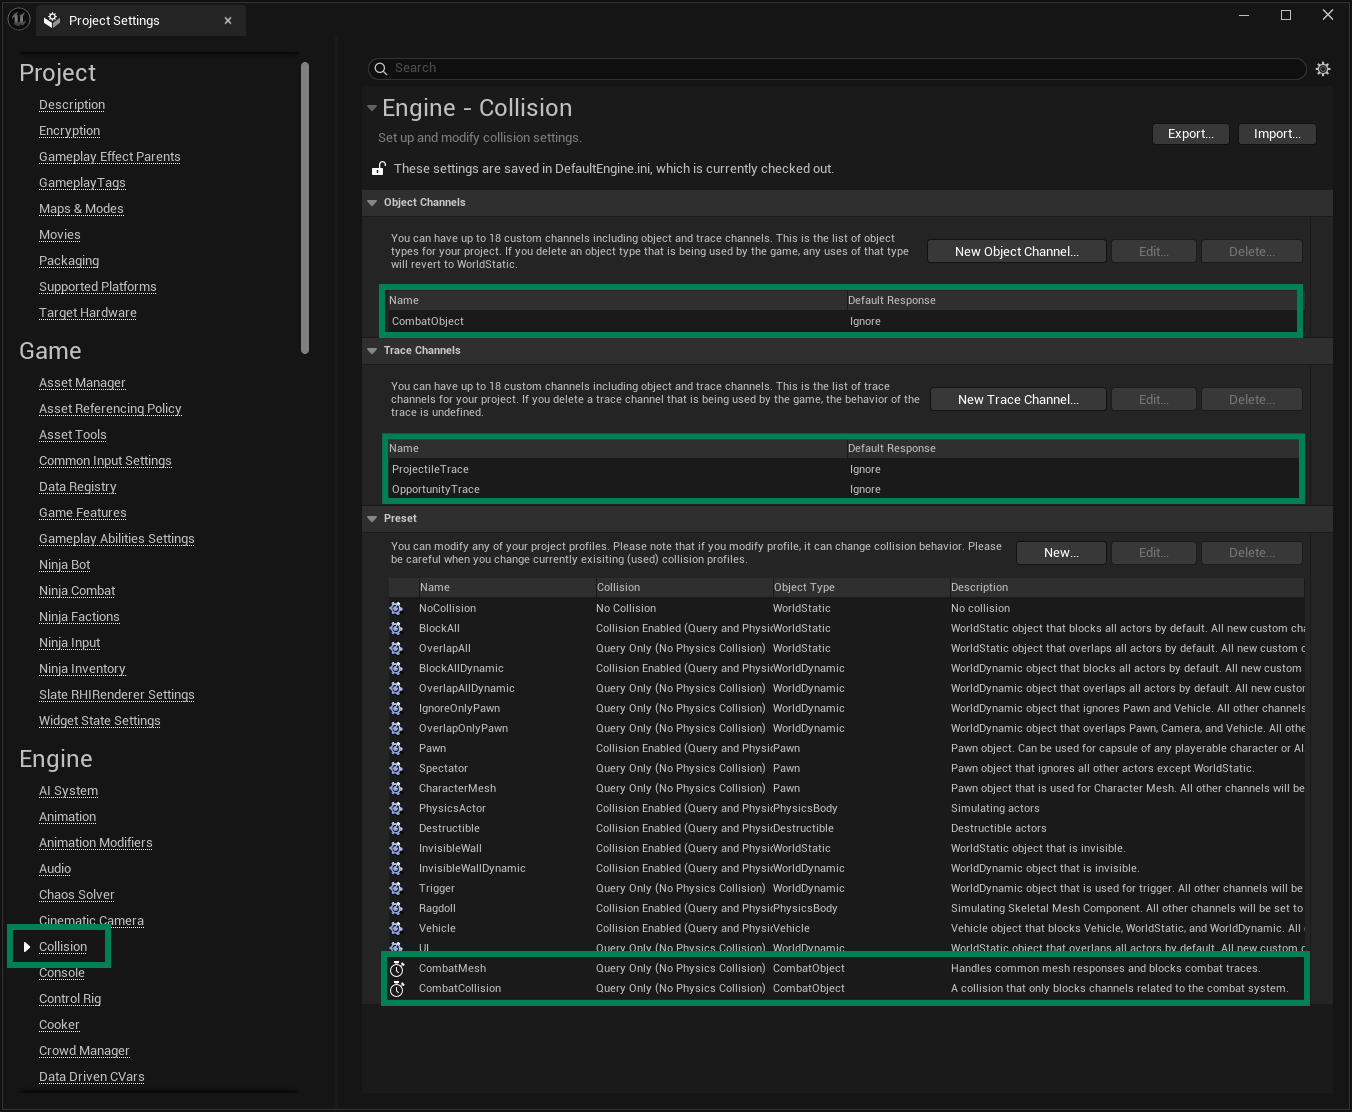 Project Settings
Project
Description
Encryption
Gameplay Effect Parents
GameplayTags
Maps & Modes
Movies
Packaging
Supported Platforms
Target Hardware
Game
Asset Manager
Asset Referencing Policy
Asset Tools
Common Input Settings
Data Registry
Game Features
Gameplay Abilities Settings
Ninja Bot
Ninja Combat
Ninja Factions
Ninja Input
Ninja Inventory
Slate RHIRenderer Settings
Widget State Settings
Engine
AI System
Animation
Animation Modifiers
Audio
Chaos Solver
Cinematic Camera
Collision
Console
Control Rig
Cooker
Crowd Manager
Data Driven CVars
Search
Engine - Collision
Set up and modify collision settings.
Export... Import...
These settings are saved in DefaultEngine.ini, which is currently checked out.
Object Channels
You can have up to 18 custom channels including object and trace channels. This is the list of object
types for your project. If you delete an object type that is being used by the game, any uses of that type
will revert to WorldStatic.
New Object Channel... Edit... Delete...
Name Default Response
CombatObject Ignore
Trace Channels
You can have up to 18 custom channels including object and trace channels. This is the list of trace
channels for your project. If you delete a trace channel that is being used by the game, the behavior of the
trace is undefined.
New Trace Channel... Edit... Delete...
Name Default Response
ProjectileTrace Ignore
OpportunityTrace Ignore
Preset
You can modify any of your project profiles. Please note that if you modify profile, it can change collision behavior. Please
be careful when you change currently exisiting (used) collision profiles.
New... Edit... Delete...
Name Collision Object Type Description
NoCollision No Collision WorldStatic No collision
BlockAll Collision Enabled (Query and Physic WorldStatic WorldStatic object that blocks all actors by default. All new custom cha
OverlapAll Query Only (No Physics Collision) WorldStatic WorldStatic object that overlaps all actors by default. All new custom c
BlockAllDynamic Collision Enabled (Query and Physic WorldDynamic WorldDynamic object that blocks all actors by default. All new custom
OverlapAllDynamic Query Only (No Physics Collision) WorldDynamic WorldDynamic object that overlaps all actors by default. All new custom
IgnoreOnlyPawn Query Only (No Physics Collision) WorldDynamic WorldDynamic object that ignores Pawn and Vehicle. All other channels
OverlapOnlyPawn Query Only (No Physics Collision) WorldDynamic WorldDynamic object that overlaps Pawn, Camera, and Vehicle. All othe
Pawn Collision Enabled (Query and Physic Pawn Pawn object. Can be used for capsule of any playerable character or AI
Spectator Query Only (No Physics Collision) Pawn Pawn object that ignores all other actors except WorldStatic.
CharacterMesh Query Only (No Physics Collision) Pawn Pawn object that is used for Character Mesh. All other channels will be
PhysicsActor Collision Enabled (Query and Physic PhysicsBody Simulating actors
Destructible Collision Enabled (Query and Physic Destructible Destructible actors
InvisibleWall Collision Enabled (Query and Physic WorldStatic WorldStatic object that is invisible.
InvisibleWallDynamic Collision Enabled (Query and Physic WorldDynamic WorldDynamic object that is invisible.
Trigger Query Only (No Physics Collision) WorldDynamic WorldDynamic object that is used for trigger. All other channels will be
Ragdoll Collision Enabled (Query and Physic PhysicsBody Simulating Skeletal Mesh Component. All other channels will be set to
Vehicle Collision Enabled (Query and Physic Vehicle Vehicle object that blocks Vehicle, WorldStatic, and WorldDynamic. All
UI Query Only (No Physics Collision) WorldDynamic WorldStatic object that overlaps all actors by default. All new custom c
CombatMesh Query Only (No Physics Collision) CombatObject Handles common mesh responses and blocks combat traces.
CombatCollision Query Only (No Physics Collision) CombatObject A collision that only blocks channels related to the combat system.